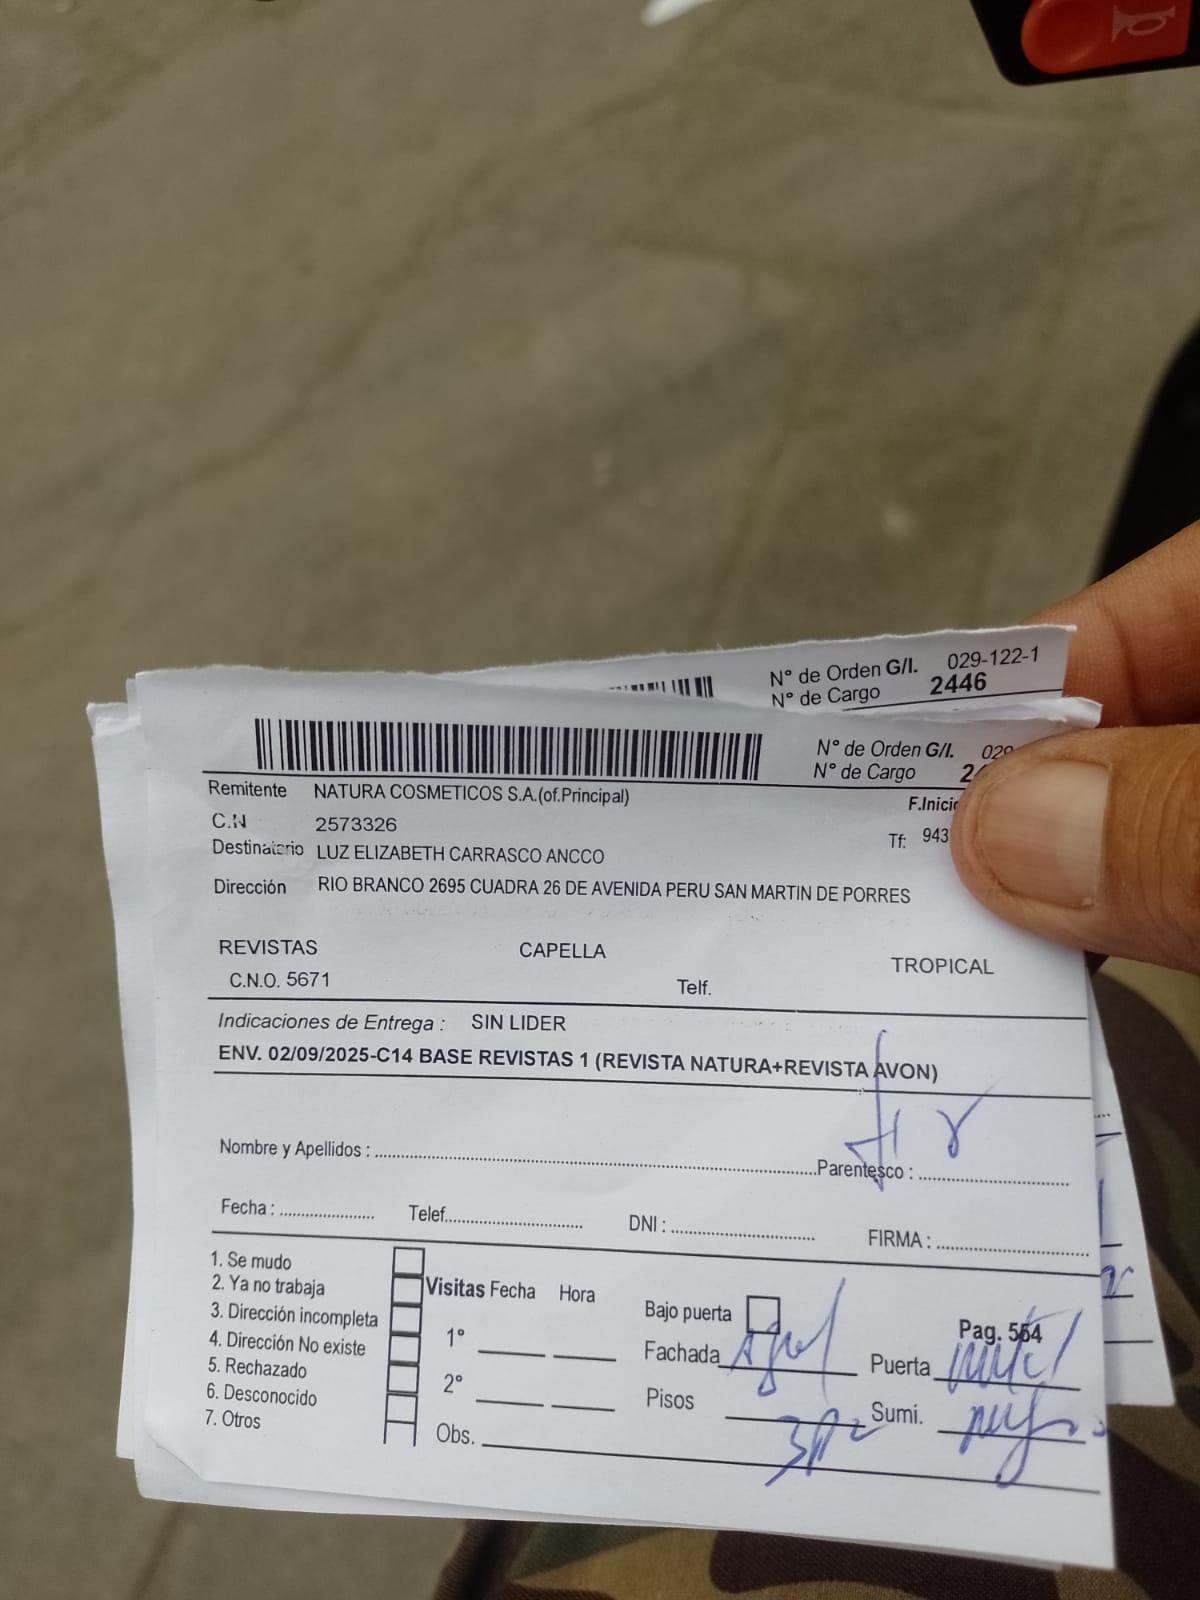 N° de Orden G/I. 029-122-1
N° de Cargo 2446
N° de Orden G/I. 029
N° de Cargo
Remitente NATURA COSMETICOS S.A.(of.Principal)
F.Inicio
C.N 2573326
Tf: 943
Destinatario LUZ ELIZABETH CARRASCO ANCCO
Dirección RIO BRANCO 2695 CUADRA 26 DE AVENIDA PERU SAN MARTIN DE PORRES
REVISTAS CAPELLA TROPICAL
C.N.O. 5671 Telf.
Indicaciones de Entrega : SIN LIDER
ENV. 02/09/2025-C14 BASE REVISTAS 1 (REVISTA NATURA+REVISTA AVON)
Nombre y Apellidos : Parentesco :
Fecha : Telef. DNI : FIRMA :
1. Se mudo
2. Ya no trabaja
3. Dirección incompleta
4. Dirección No existe
5. Rechazado
6. Desconocido
7. Otros
Visitas Fecha Hora
1°
2°
Obs.
Bajo puerta
Pag. 554
Fachada Puerta
Pisos Sumi.